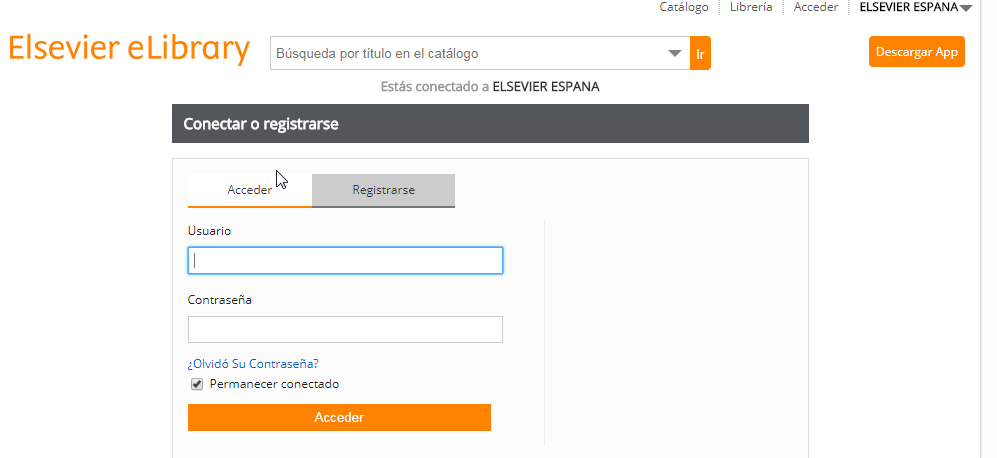 Catálogo Librería Acceder ELSEVIER ESPANA
Elsevier eLibrary
Búsqueda por título en el catálogo
Ir
Descargar App
Estás conectado a ELSEVIER ESPANA
Conectar o registrarse
Acceder Registrarse
Usuario
Contraseña
¿Olvidó Su Contraseña?
Permanecer conectado
Acceder